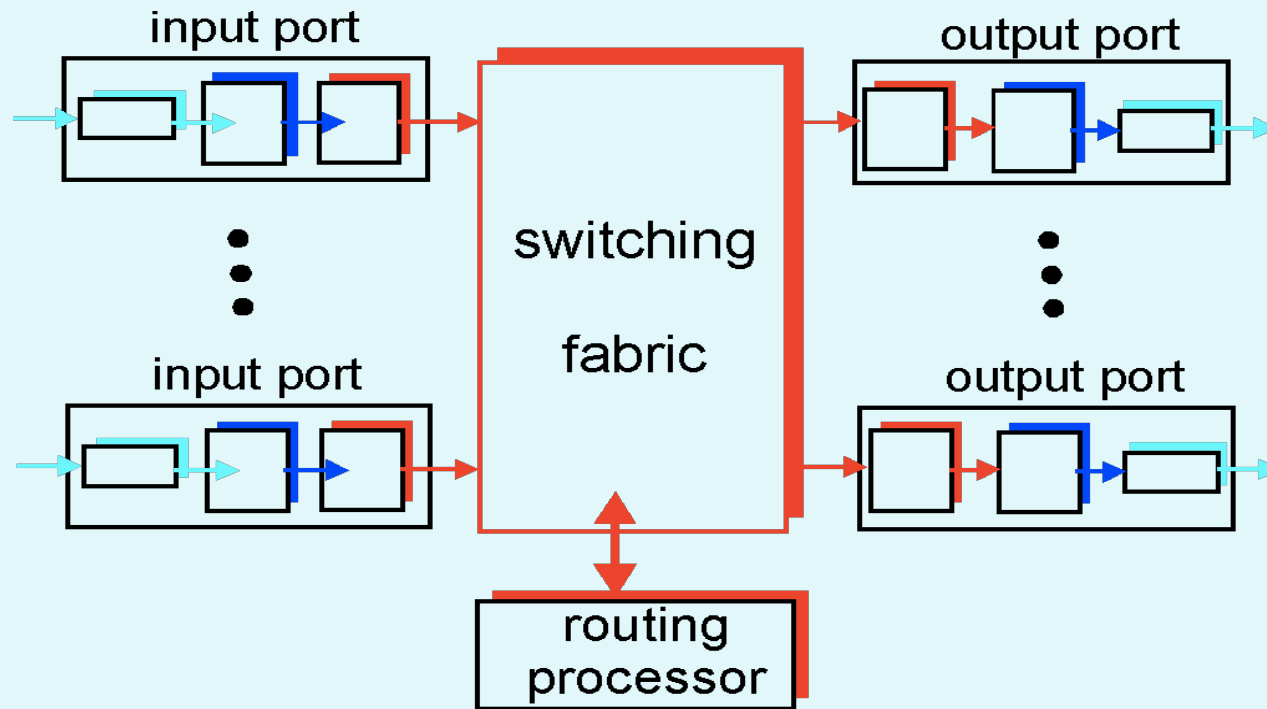 input port
output port
switching
fabric
input port
output port
routing
processor